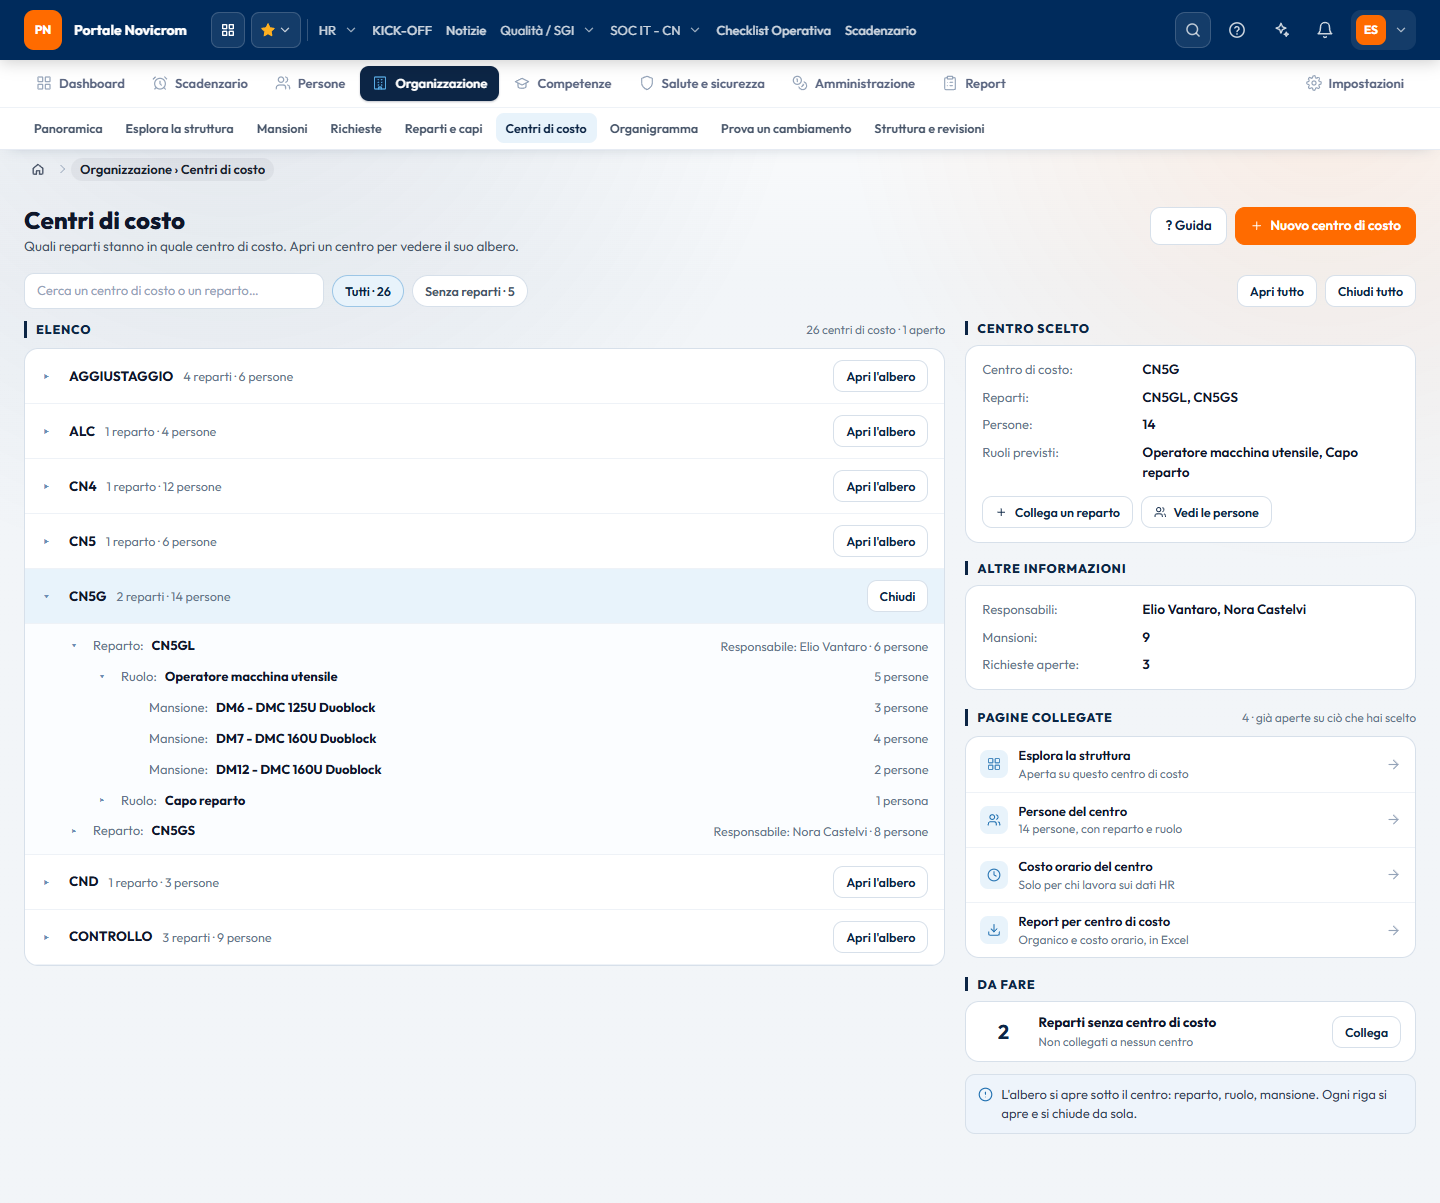 PN Portale Novicrom HR KICK-OFF Notizie Qualità / SGI SOC IT - CN Checklist Operativa Scadenzario ES
Dashboard Scadenzario Persone Organizzazione Competenze Salute e sicurezza Amministrazione Report Impostazioni
Panoramica Esplora la struttura Mansioni Richieste Reparti e capi Centri di costo Organigramma Prova un cambiamento Struttura e revisioni
Organizzazione › Centri di costo
Centri di costo
Quali reparti stanno in quale centro di costo. Apri un centro per vedere il suo albero.
? Guida
+ Nuovo centro di costo
Cerca un centro di costo o un reparto...
Tutti · 26
Senza reparti · 5
Apri tutto
Chiudi tutto
ELENCO
26 centri di costo · 1 aperto
AGGIUSTAGGIO 4 reparti · 6 persone Apri l'albero
ALC 1 reparto · 4 persone Apri l'albero
CN4 1 reparto · 12 persone Apri l'albero
CN5 1 reparto · 6 persone Apri l'albero
CN5G 2 reparti · 14 persone Chiudi
Reparto: CN5GL Responsabile: Elio Vantaro · 6 persone
Ruolo: Operatore macchina utensile 5 persone
Mansione: DM6 - DMC 125U Duoblock 3 persone
Mansione: DM7 - DMC 160U Duoblock 4 persone
Mansione: DM12 - DMC 160U Duoblock 2 persone
Ruolo: Capo reparto 1 persona
Reparto: CN5GS Responsabile: Nora Castelvi · 8 persone
CND 1 reparto · 3 persone Apri l'albero
CONTROLLO 3 reparti · 9 persone Apri l'albero
CENTRO SCELTO
Centro di costo: CN5G
Reparti: CN5GL, CN5GS
Persone: 14
Ruoli previsti: Operatore macchina utensile, Capo
reparto
+ Collega un reparto
Vedi le persone
ALTRE INFORMAZIONI
Responsabili: Elio Vantaro, Nora Castelvi
Mansioni: 9
Richieste aperte: 3
PAGINE COLLEGATE
4 · già aperte su ciò che hai scelto
Esplora la struttura
Aperta su questo centro di costo
Persone del centro
14 persone, con reparto e ruolo
Costo orario del centro
Solo per chi lavora sui dati HR
Report per centro di costo
Organico e costo orario, in Excel
DA FARE
2 Reparti senza centro di costo
Non collegati a nessun centro
Collega
L'albero si apre sotto il centro: reparto, ruolo, mansione. Ogni riga si
apre e si chiude da sola.